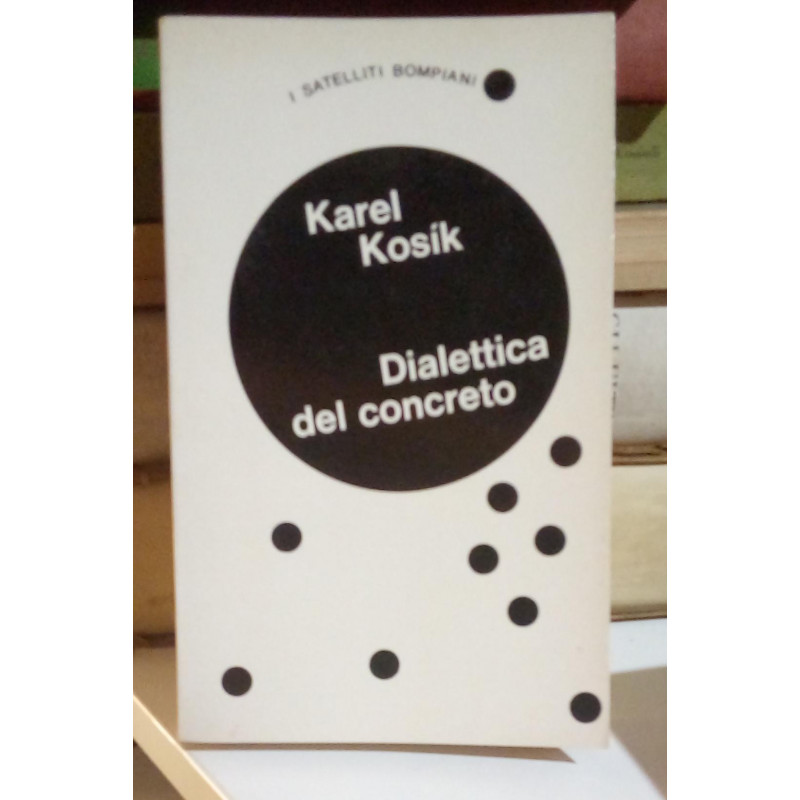 I SATELLITI BOMPIANI
Karel
Kosík
Dialettica
del concreto